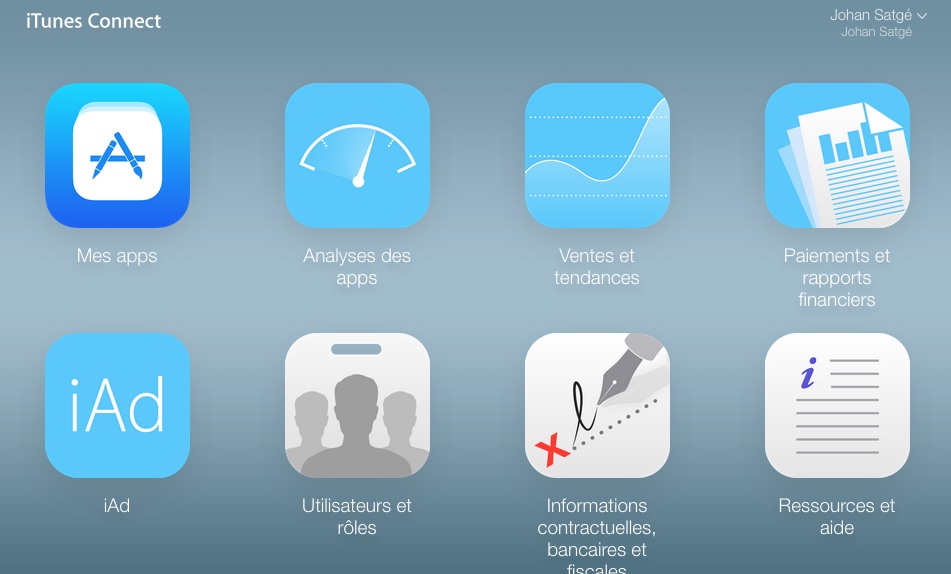 iTunes Connect
Johan Satgé
Johan Satgé
Mes apps
Analyses des
apps
Ventes et
tendances
Paiements et
rapports
financiers
iAd
iAd
Utilisateurs et
rôles
Informations
contractuelles,
bancaires et
fiscales
i
Ressources et
aide